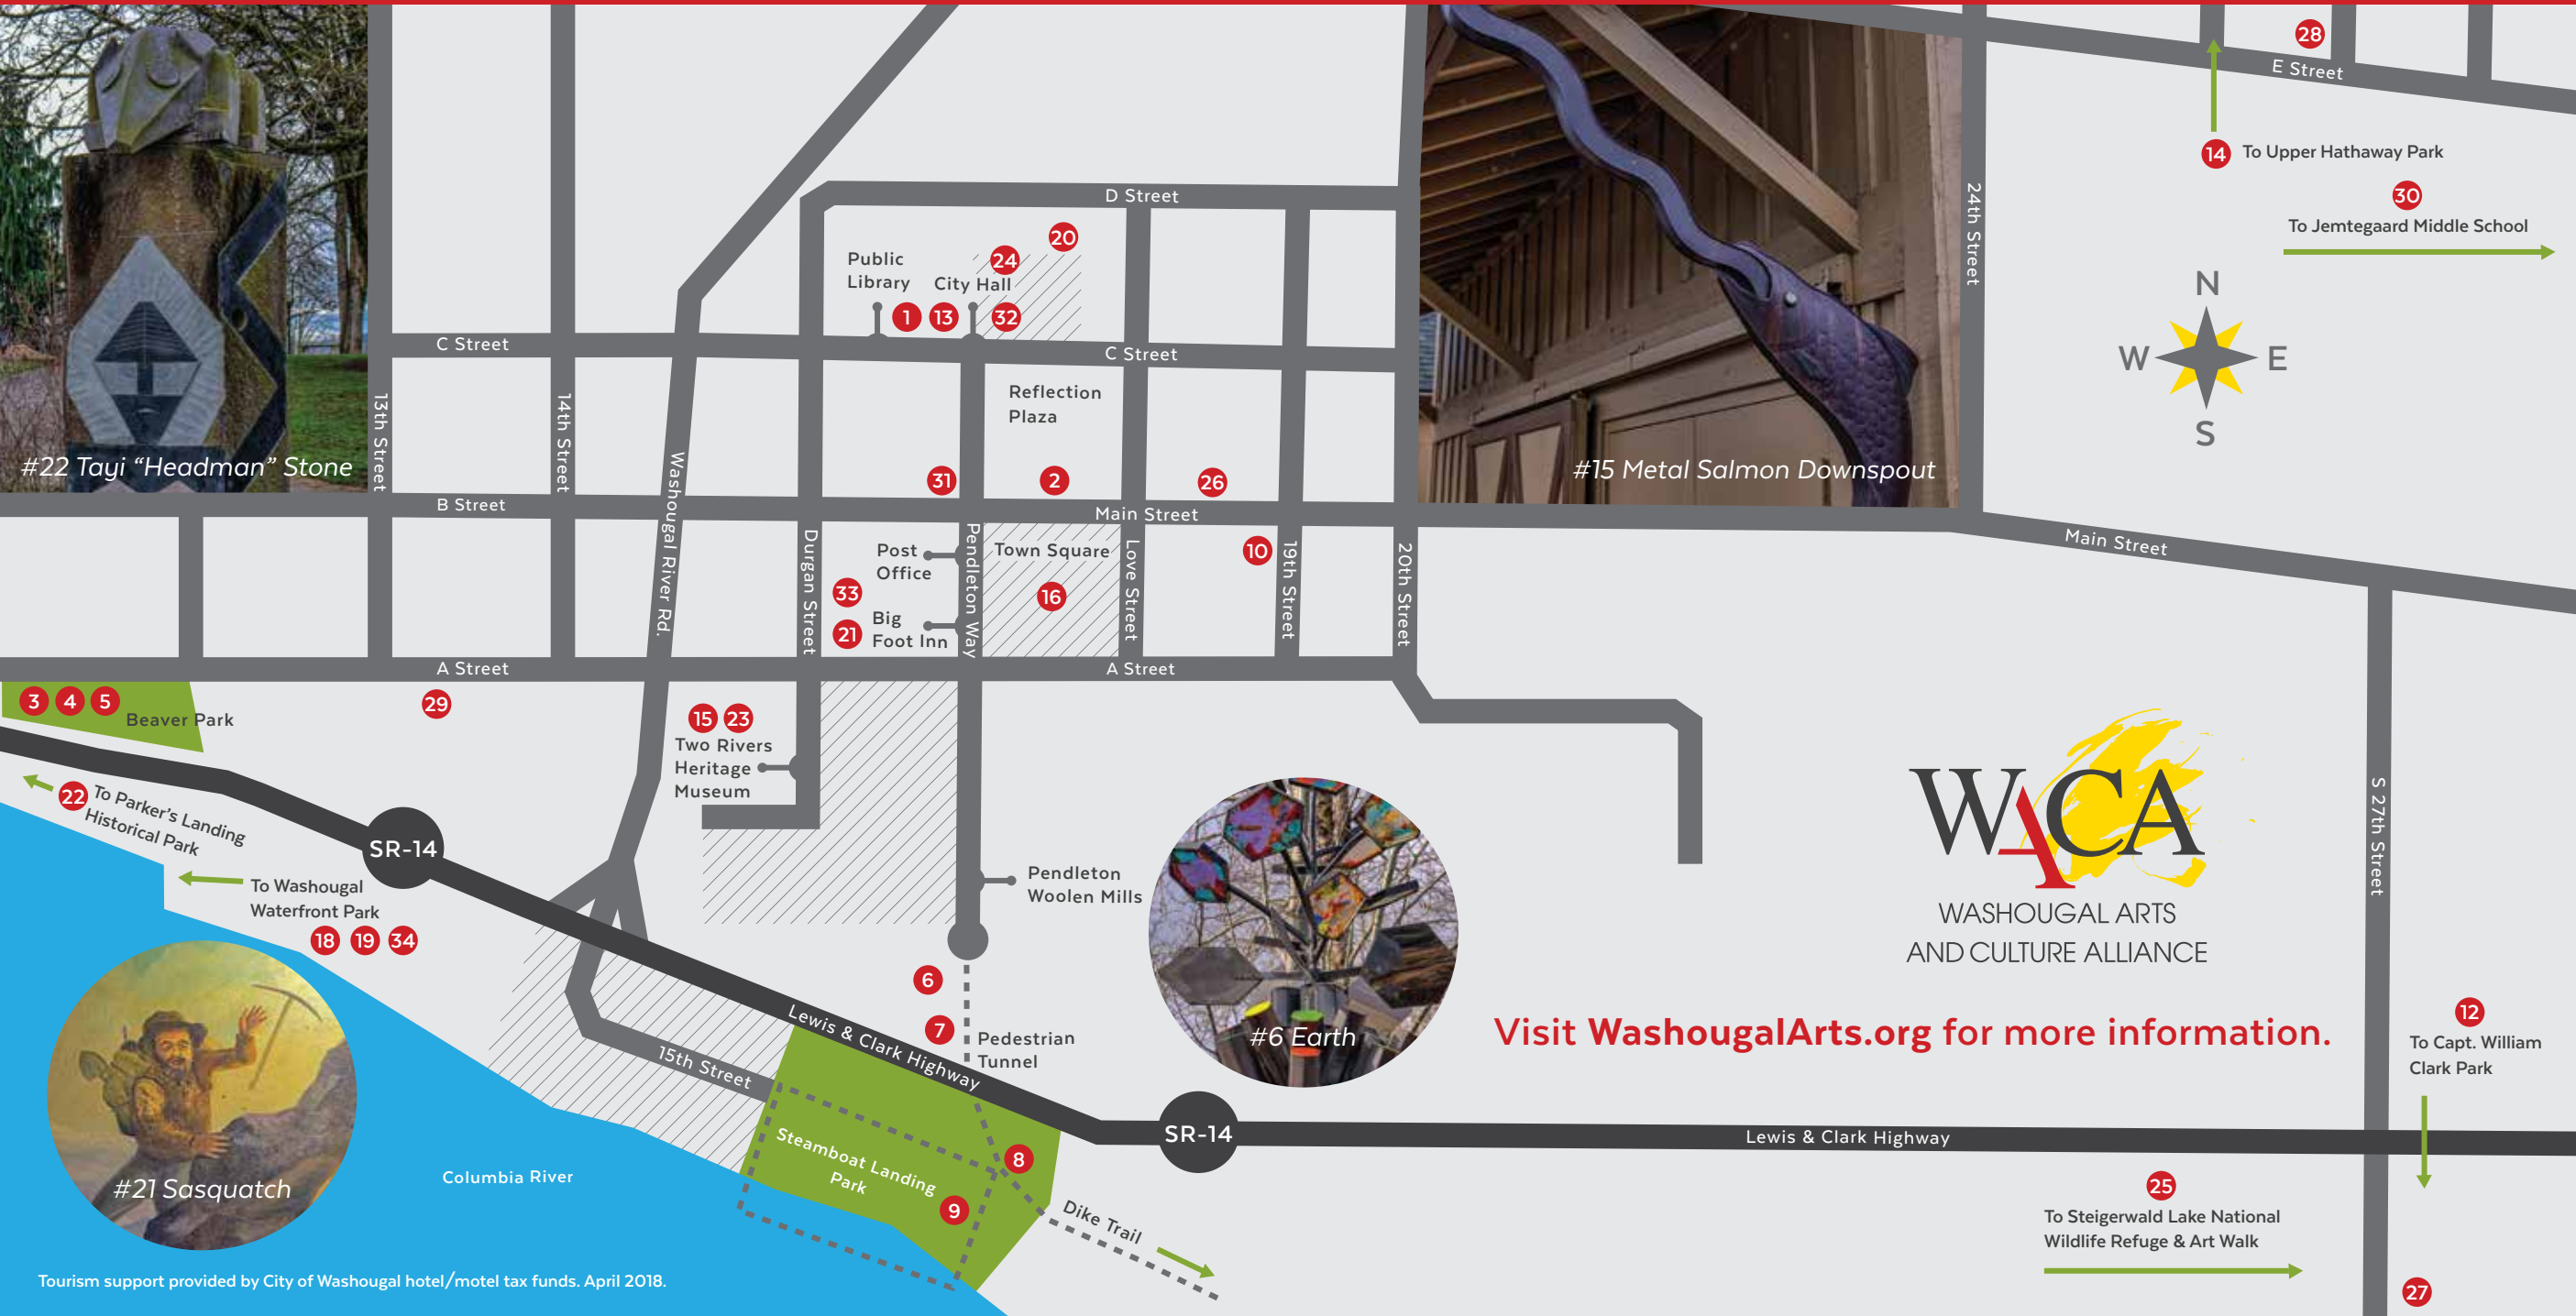 28
E Street
14 To Upper Hathaway Park
30
To Jemtegaard Middle School
N
W E
S
24th Street
D Street
20
24
Public
Library
City Hall
1 13 32
C Street
C Street
Reflection
Plaza
13th Street
14th Street
Washougal River Rd.
#22 Tayi “Headman” Stone
#15 Metal Salmon Downspout
31
2
26
B Street
Main Street
Main Street
Durgan Street
Post
Office
Pendleton Way
Town Square
16
Love Street
10
19th Street
20th Street
33
21
Big
Foot Inn
A Street
A Street
3 4 5
Beaver Park
29
15 23
Two Rivers
Heritage
Museum
22 To Parker's Landing
Historical Park
SR-14
To Washougal
Waterfront Park
18 19 34
Pendleton
Woolen Mills
6
7
Pedestrian
Tunnel
#6 Earth
WACA
WASHOUGAL ARTS
AND CULTURE ALLIANCE
Visit WashougalArts.org for more information.
S 27th Street
12
To Capt. William
Clark Park
Lewis & Clark Highway
15th Street
SR-14
Lewis & Clark Highway
Steamboat Landing
Park
8
9
Dike Trail
Columbia River
#21 Sasquatch
25
To Steigerwald Lake National
Wildlife Refuge & Art Walk
27
Tourism support provided by City of Washougal hotel/motel tax funds. April 2018.